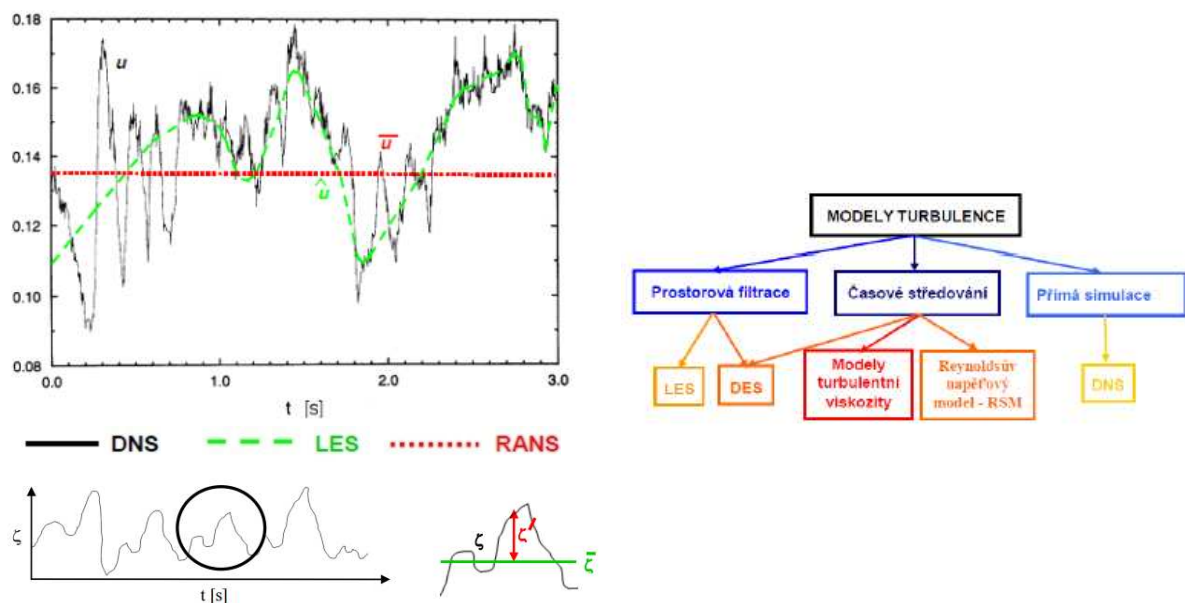 0.18
0.16
0.14
0.12
0.10
0.08
u
u
u
0.0
1.0
2.0
3.0
t [s]
DNS
LES
RANS
ζ
t [s]
ζ
ζ'
ζ
MODELY TURBULENCE
Prostorová filtrace
Časové středování
Přímá simulace
LES
DES
Modely
turbulentní
viskozity
Reynoldsův
napěťový
model - RSM
DNS